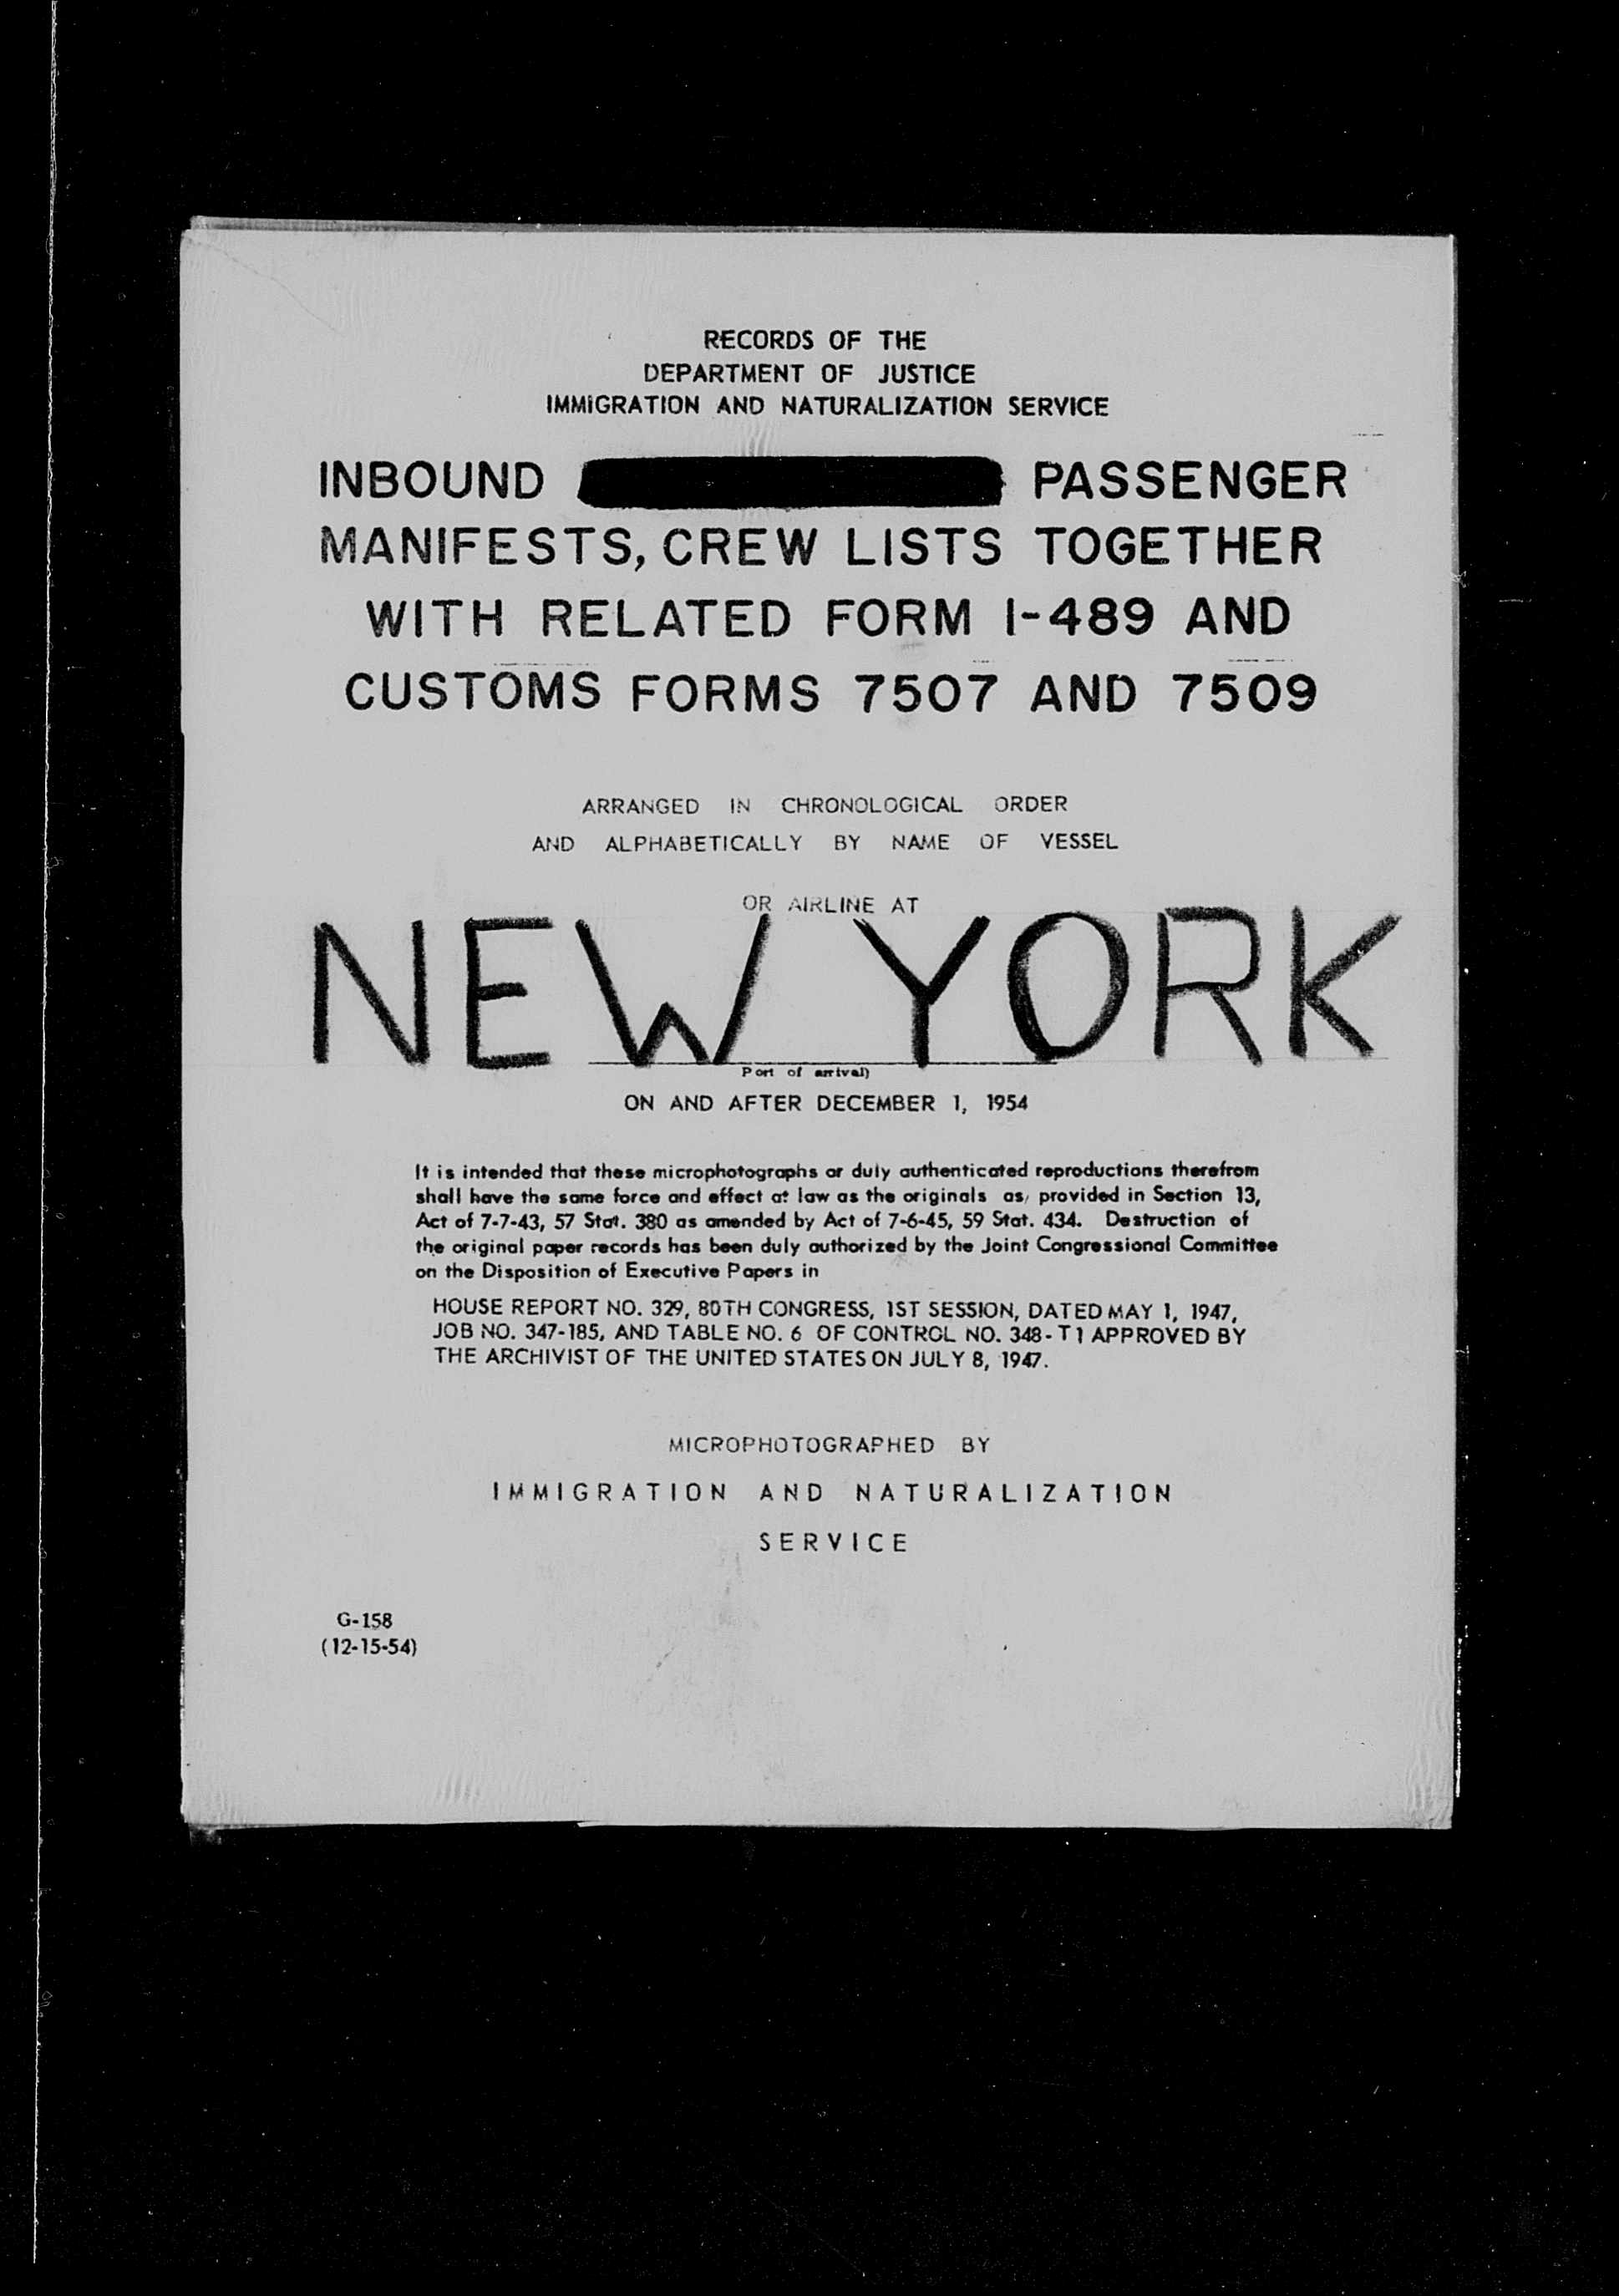 RECORDS OF THE
DEPARTMENT OF JUSTICE
IMMIGRATION AND NATURALIZATION SERVICE
INBOUND PASSENGER
MANIFESTS, CREW LISTS TOGETHER
WITH RELATED FORM I-489 AND
CUSTOMS FORMS 7507 AND 7509
ARRANGED IN CHRONOLOGICAL ORDER
AND ALPHABETICALLY BY NAME OF VESSEL
OR AIRLINE AT
NEW YORK
Port of arrival)
ON AND AFTER DECEMBER 1, 1954
It is intended that these microphotographs or duly authenticated reproductions therefrom
shall have the same force and effect at law as the originals as, provided in Section 13,
Act of 7-7-43, 57 Stat. 380 as amended by Act of 7-6-45, 59 Stat. 434. Destruction of
the original paper records has been duly authorized by the Joint Congressional Committee
on the Disposition of Executive Papers in
HOUSE REPORT NO. 329, 80TH CONGRESS, 1ST SESSION, DATED MAY 1, 1947,
JOB NO. 347-185, AND TABLE NO. 6 OF CONTROL NO. 348-T1 APPROVED BY
THE ARCHIVIST OF THE UNITED STATES ON JULY 8, 1947.
MICROPHOTOGRAPHED BY
IMMIGRATION AND NATURALIZATION
SERVICE
G-158
(12-15-54)